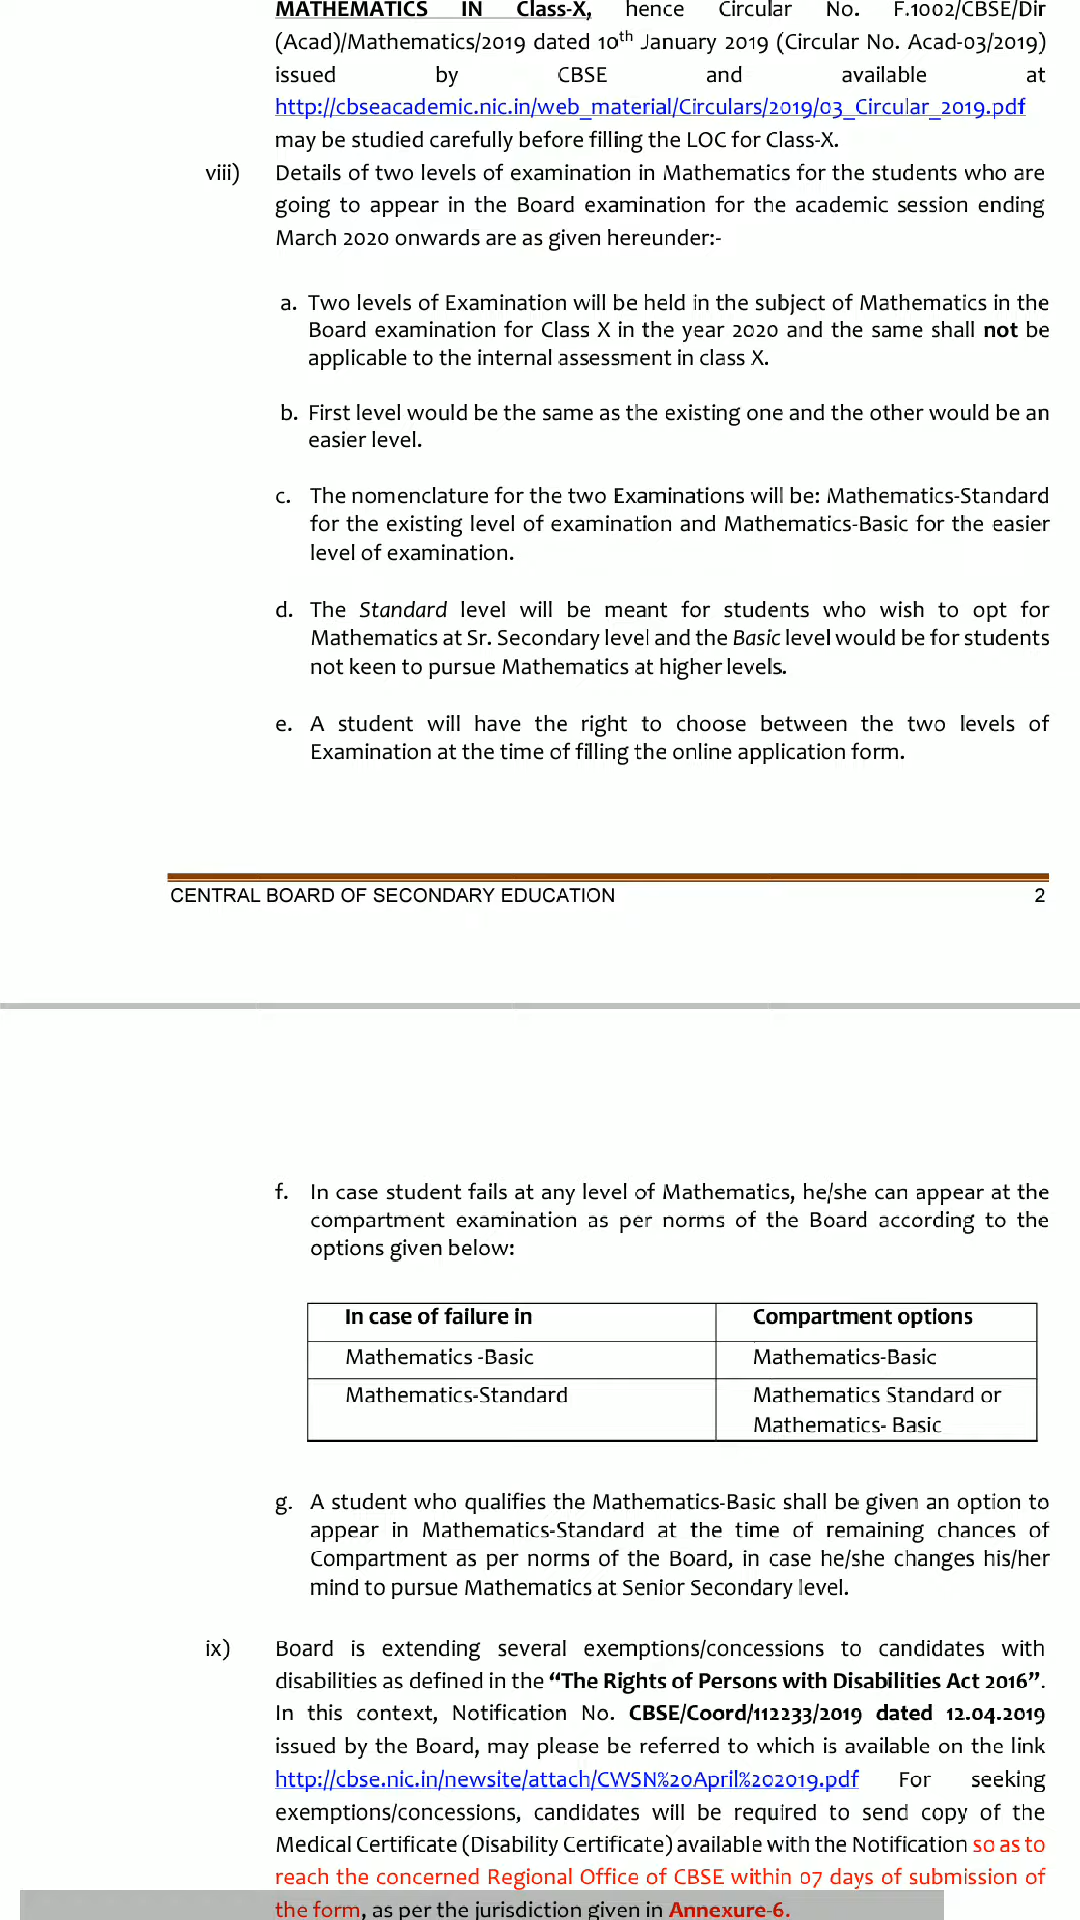 MATHEMATICS IN Class-X, hence Circular No. F.1002/CBSE/Dir
(Acad)/Mathematics/2019 dated 10th January 2019 (Circular No. Acad-03/2019)
issued by CBSE and available at
http://cbseacademic.nic.in/web_material/Circulars/2019/03_Circular_2019.pdf
may be studied carefully before filling the LOC for Class-X.
viii) Details of two levels of examination in Mathematics for the students who are
going to appear in the Board examination for the academic session ending
March 2020 onwards are as given hereunder:-
a. Two levels of Examination will be held in the subject of Mathematics in the
Board examination for Class X in the year 2020 and the same shall not be
applicable to the internal assessment in class X.
b. First level would be the same as the existing one and the other would be an
easier level.
c. The nomenclature for the two Examinations will be: Mathematics-Standard
for the existing level of examination and Mathematics-Basic for the easier
level of examination.
d. The Standard level will be meant for students who wish to opt for
Mathematics at Sr. Secondary level and the Basic level would be for students
not keen to pursue Mathematics at higher levels.
e. A student will have the right to choose between the two levels of
Examination at the time of filling the online application form.
CENTRAL BOARD OF SECONDARY EDUCATION 2
f. In case student fails at any level of Mathematics, he/she can appear at the
compartment examination as per norms of the Board according to the
options given below:
In case of failure in Compartment options
Mathematics -Basic Mathematics-Basic
Mathematics-Standard Mathematics Standard or
Mathematics- Basic
g. A student who qualifies the Mathematics-Basic shall be given an option to
appear in Mathematics-Standard at the time of remaining chances of
Compartment as per norms of the Board, in case he/she changes his/her
mind to pursue Mathematics at Senior Secondary level.
ix) Board is extending several exemptions/concessions to candidates with
disabilities as defined in the “The Rights of Persons with Disabilities Act 2016”.
In this context, Notification No. CBSE/Coord/112233/2019 dated 12.04.2019
issued by the Board, may please be referred to which is available on the link
http://cbse.nic.in/newsite/attach/CWSN%20April%202019.pdf For seeking
exemptions/concessions, candidates will be required to send copy of the
Medical Certificate (Disability Certificate) available with the Notification so as to
reach the concerned Regional Office of CBSE within 07 days of submission of
the form, as per the jurisdiction given in Annexure-6.